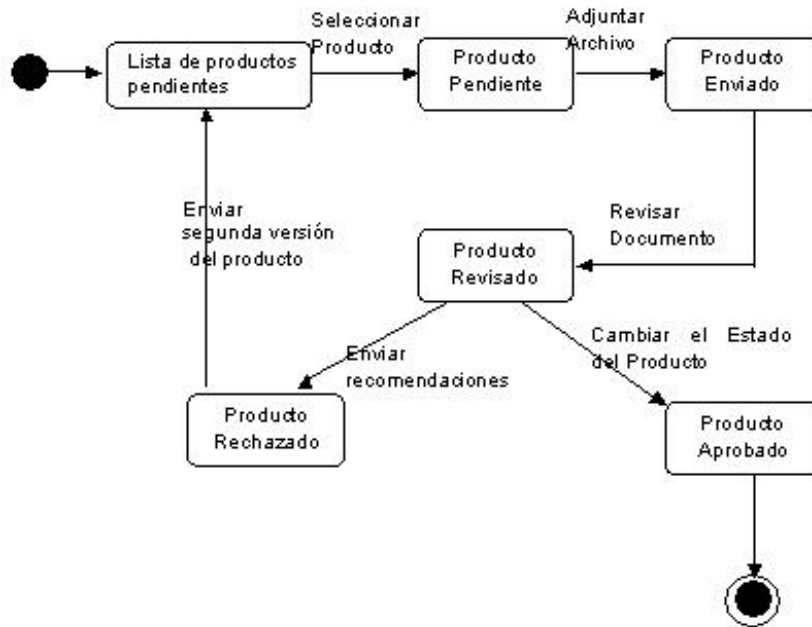 Seleccionar
Producto
Adjuntar
Archivo
Lista de productos
pendientes
Producto
Pendiente
Producto
Enviado
Enviar
segunda versión
del producto
Revisar
Documento
Producto
Revisado
Enviar
recomendaciones
Cambiar el Estado
del Producto
Producto
Rechazado
Producto
Aprobado